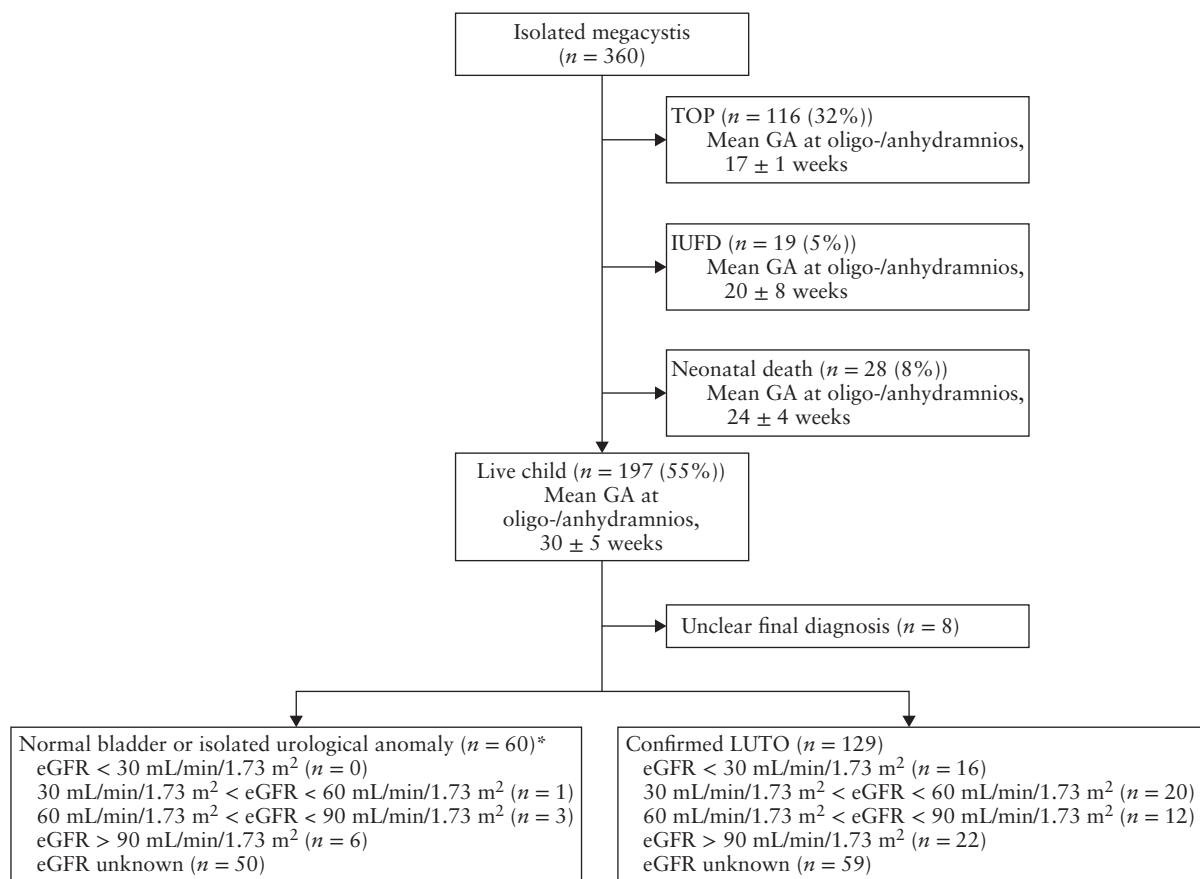 Isolated megacystis
(n = 360)
TOP (n = 116 (32%))
Mean GA at oligo-/anhydramnios,
17 ± 1 weeks
IUFD (n = 19 (5%))
Mean GA at oligo-/anhydramnios,
20 ± 8 weeks
Neonatal death (n = 28 (8%))
Mean GA at oligo-/anhydramnios,
24 ± 4 weeks
Live child (n = 197 (55%))
Mean GA at
oligo-/anhydramnios,
30 ± 5 weeks
Unclear final diagnosis (n = 8)
Normal bladder or isolated urological anomaly (n = 60)*
eGFR < 30 mL/min/1.73 m² (n = 0)
30 mL/min/1.73 m² < eGFR < 60 mL/min/1.73 m² (n = 1)
60 mL/min/1.73 m² < eGFR < 90 mL/min/1.73 m² (n = 3)
eGFR > 90 mL/min/1.73 m² (n = 6)
eGFR unknown (n = 50)
Confirmed LUTO (n = 129)
eGFR < 30 mL/min/1.73 m² (n = 16)
30 mL/min/1.73 m² < eGFR < 60 mL/min/1.73 m² (n = 20)
60 mL/min/1.73 m² < eGFR < 90 mL/min/1.73 m² (n = 12)
eGFR > 90 mL/min/1.73 m² (n = 22)
eGFR unknown (n = 59)